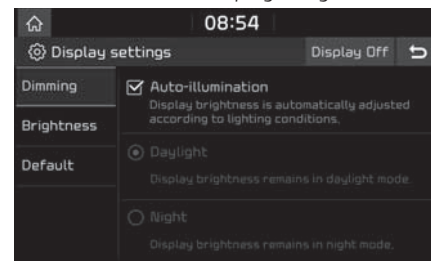 08:54
Display settings
Display Off
Dimming
Auto-illumination
Display brightness is automatically adjusted
according to lighting conditions.
Brightness
Daylight
Display brightness remains in daylight mode.
Default
Night
Display brightness remains in night mode.